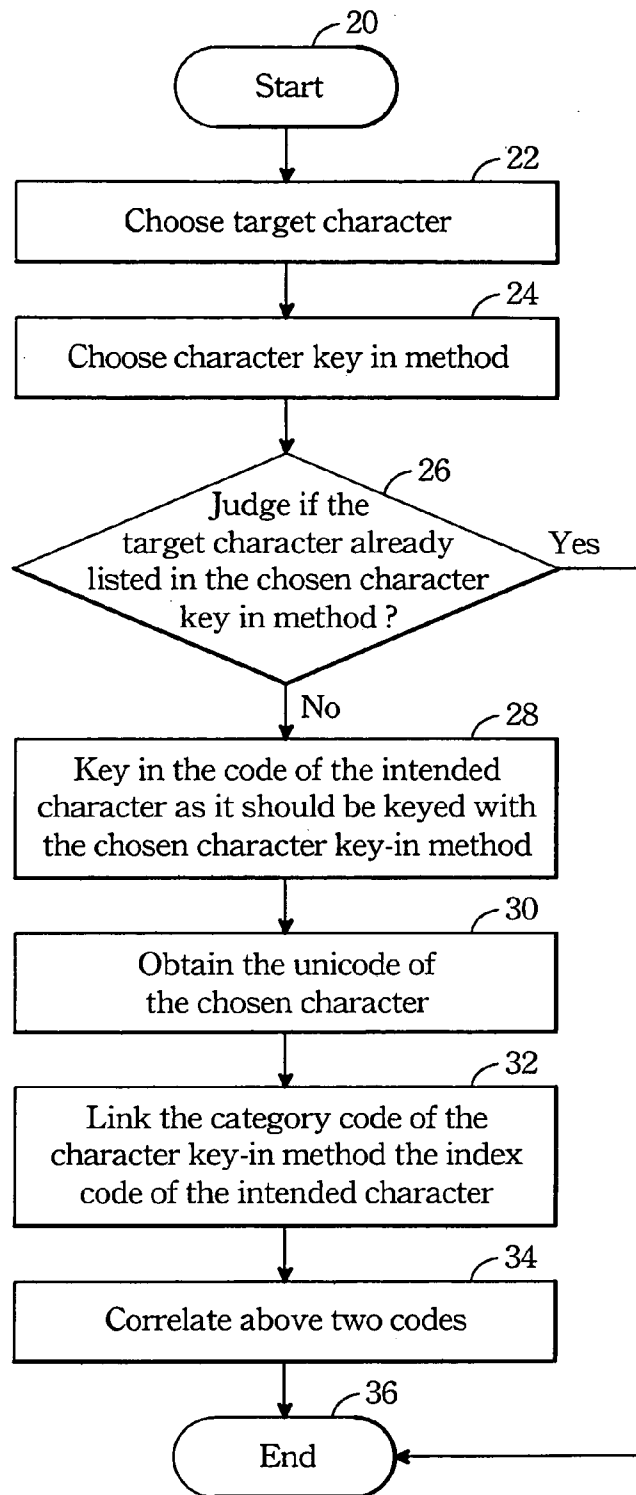 20
Start
22
Choose target character
24
Choose character key in method
26
Judge if the
target character already
listed in the chosen character
key in method ?
Yes
No
28
Key in the code of the intended
character as it should be keyed with
the chosen character key-in method
30
Obtain the unicode of
the chosen character
32
Link the category code of the
character key-in method the index
code of the intended character
34
Correlate above two codes
36
End